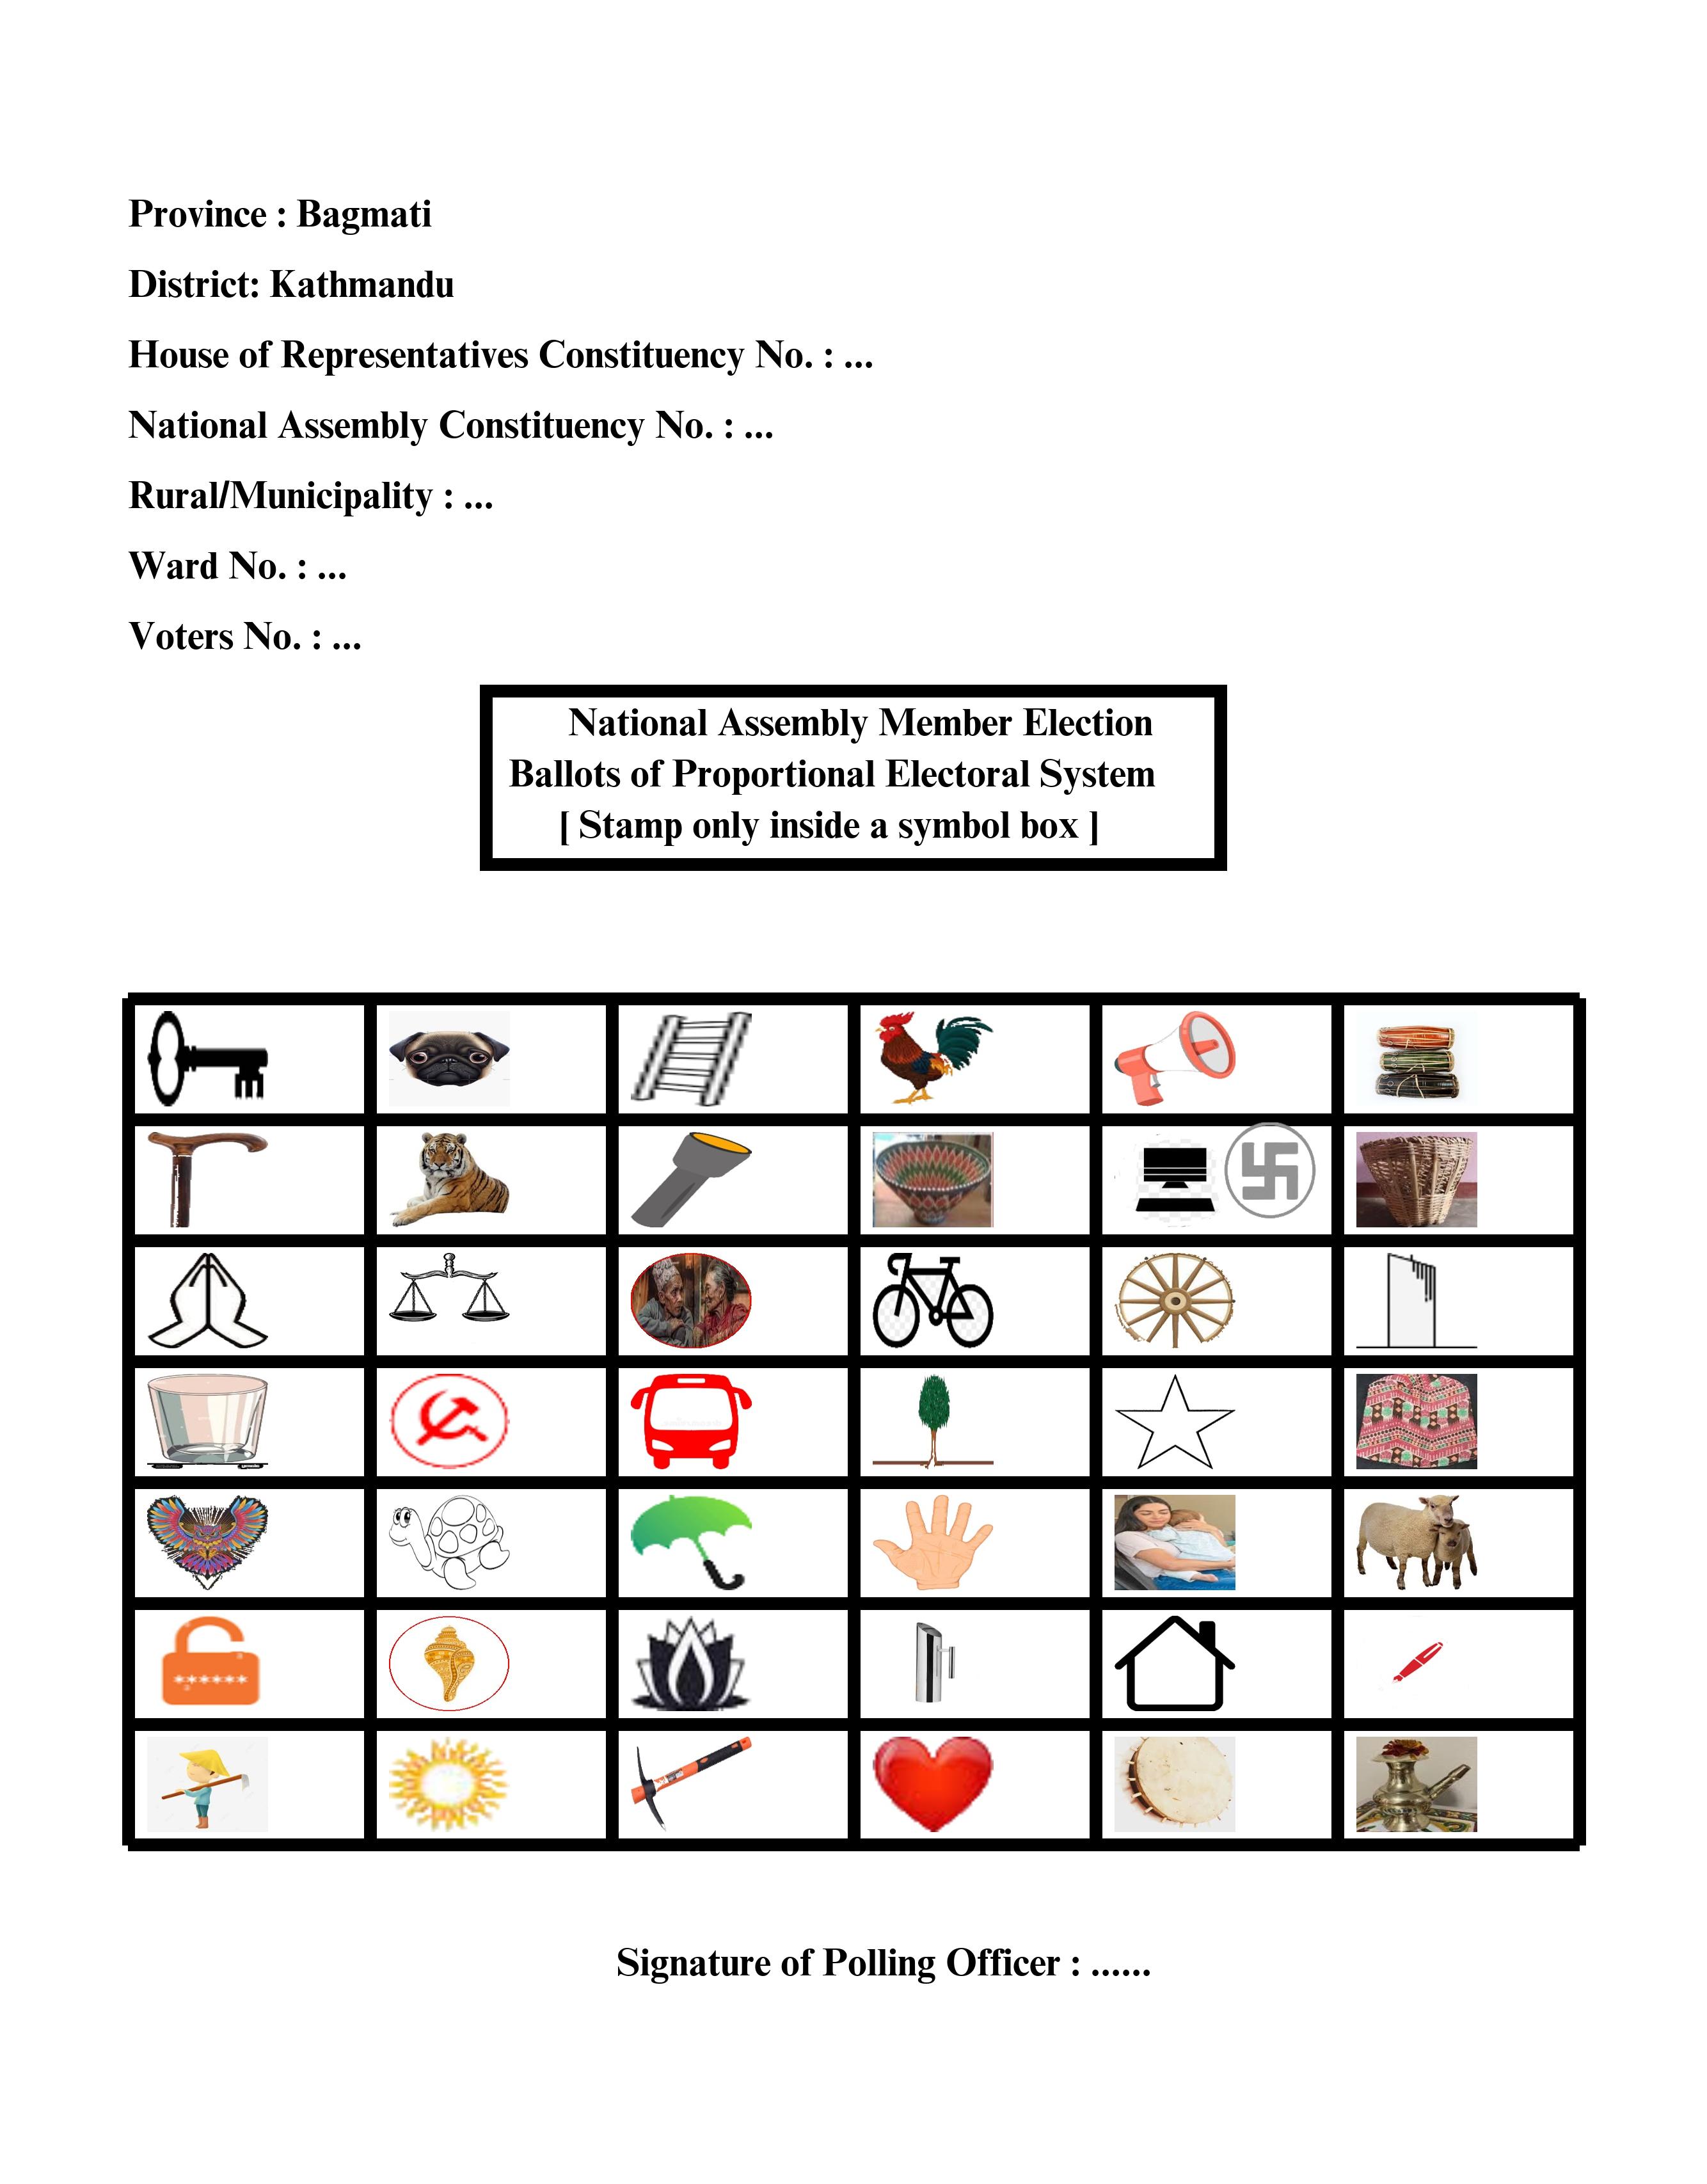 Province : Bagmati
District: Kathmandu
House of Representatives Constituency No. : ...
National Assembly Constituency No. : ...
Rural/Municipality : ...
Ward No. : ...
Voters No. : ...
National Assembly Member Election
Ballots of Proportional Electoral System
[ Stamp only inside a symbol box ]
******
Signature of Polling Officer : ......